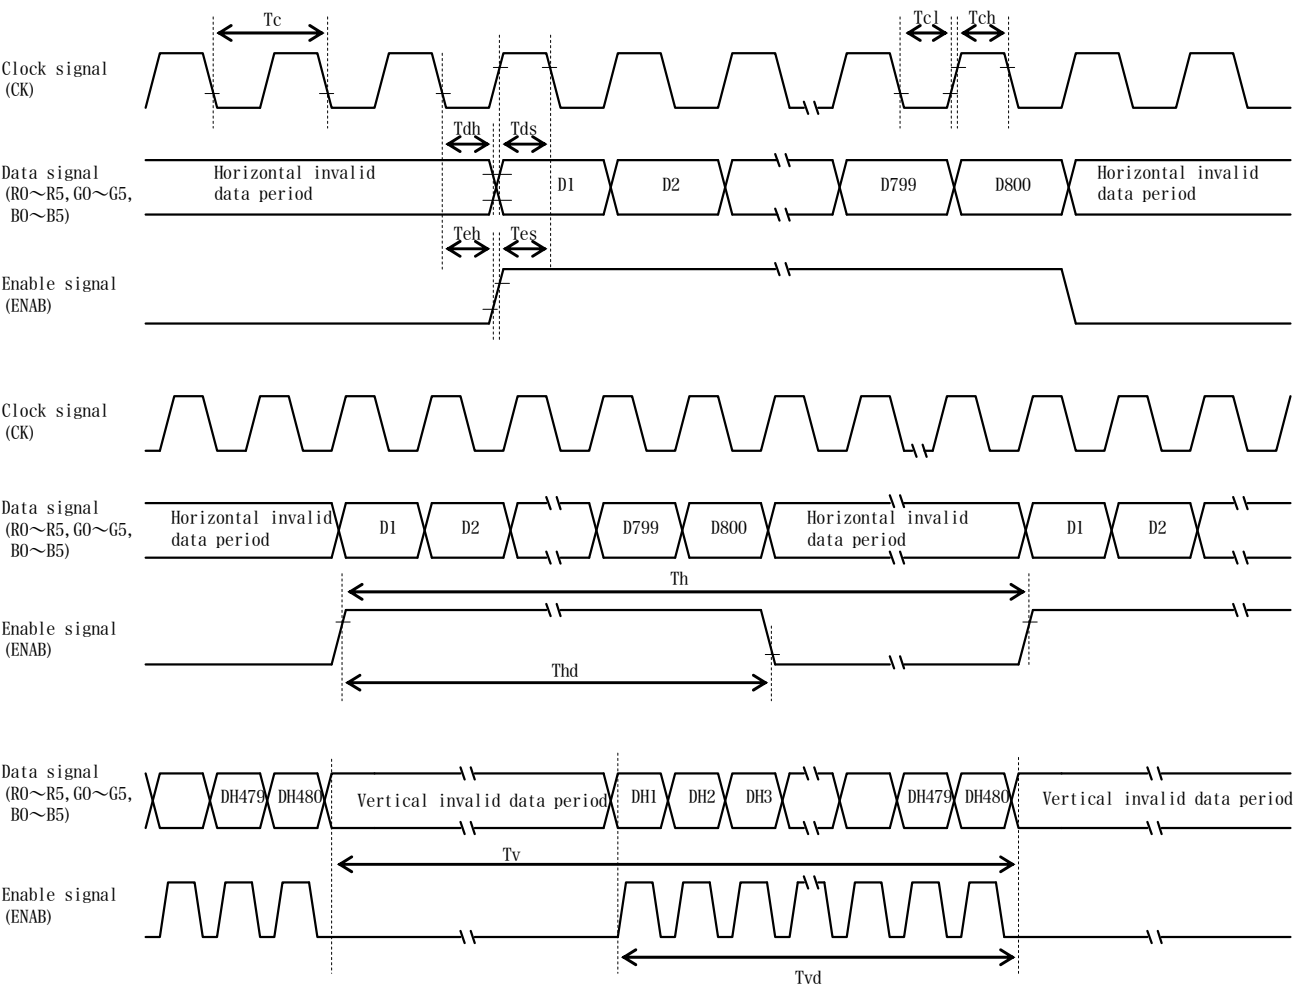 Tc
Tcl Tch
Clock signal
(CK)
Tdh Tds
Data signal
(R0～R5,G0～G5,
B0～B5)
Horizontal invalid
data period
D1 D2 D799 D800
Horizontal invalid
data period
Teh Tes
Enable signal
(ENAB)
Clock signal
(CK)
Data signal
(R0～R5,G0～G5,
B0～B5)
Horizontal invalid
data period
D1 D2 D799 D800
Horizontal invalid
data period
D1 D2
Th
Enable signal
(ENAB)
Thd
Data signal
(R0～R5,G0～G5,
B0～B5)
DH479 DH480 Vertical invalid data period DH1 DH2 DH3 DH479 DH480 Vertical invalid data period
Tv
Enable signal
(ENAB)
Tvd